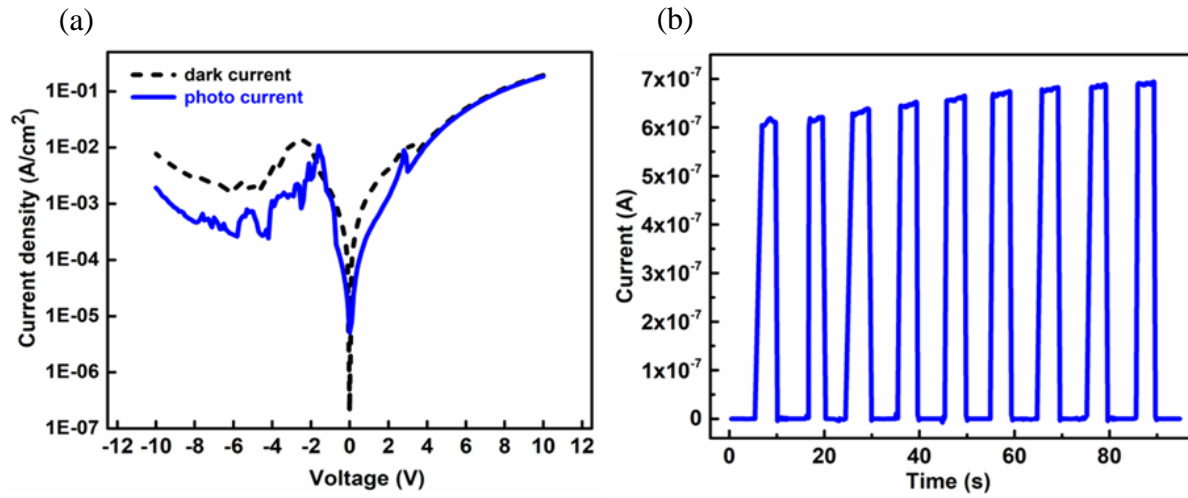 (a)
(b)
dark current
photo current
Current density (A/cm²)
1E-01
1E-02
1E-03
1E-04
1E-05
1E-06
1E-07
-12 -10 -8 -6 -4 -2 0 2 4 6 8 10 12
Voltage (V)
Current (A)
7x10⁻⁷
6x10⁻⁷
5x10⁻⁷
4x10⁻⁷
3x10⁻⁷
2x10⁻⁷
1x10⁻⁷
0
0 20 40 60 80
Time (s)